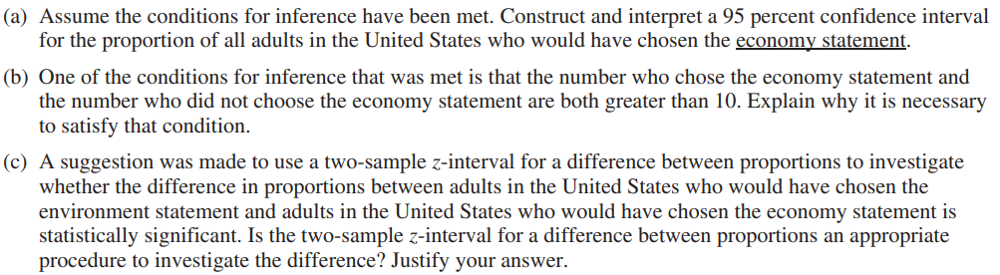 (a) Assume the conditions for inference have been met. Construct and interpret a 95 percent confidence interval
for the proportion of all adults in the United States who would have chosen the economy statement.
(b) One of the conditions for inference that was met is that the number who chose the economy statement and
the number who did not choose the economy statement are both greater than 10. Explain why it is necessary
to satisfy that condition.
(c) A suggestion was made to use a two-sample z-interval for a difference between proportions to investigate
whether the difference in proportions between adults in the United States who would have chosen the
environment statement and adults in the United States who would have chosen the economy statement is
statistically significant. Is the two-sample z-interval for a difference between proportions an appropriate
procedure to investigate the difference? Justify your answer.